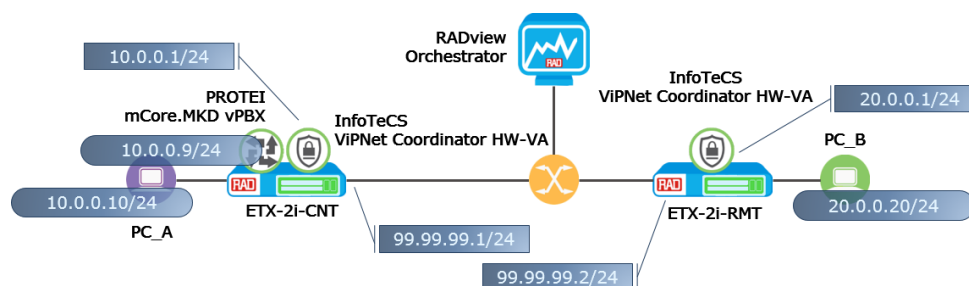 RADview
Orchestrator
RAD
10.0.0.1/24
InfoTeCS
ViPNet Coordinator HW-VA
20.0.0.1/24
PROTEI
mCore.MKD vPBX
InfoTeCS
ViPNet Coordinator HW-VA
PC_B
10.0.0.9/24
RAD
RAD
10.0.0.10/24
ETX-2i-CNT
ETX-2i-RMT
20.0.0.20/24
PC_A
99.99.99.1/24
99.99.99.2/24